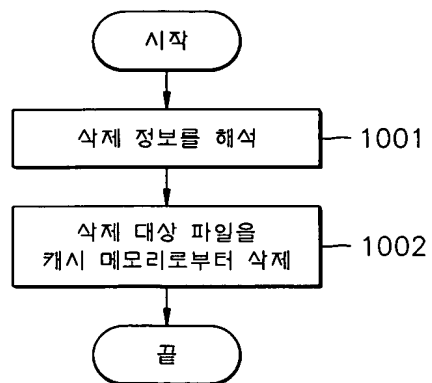 시작
삭제 정보를 해석
1001
삭제 대상 파일을
캐시 메모리로부터 삭제
1002
끝